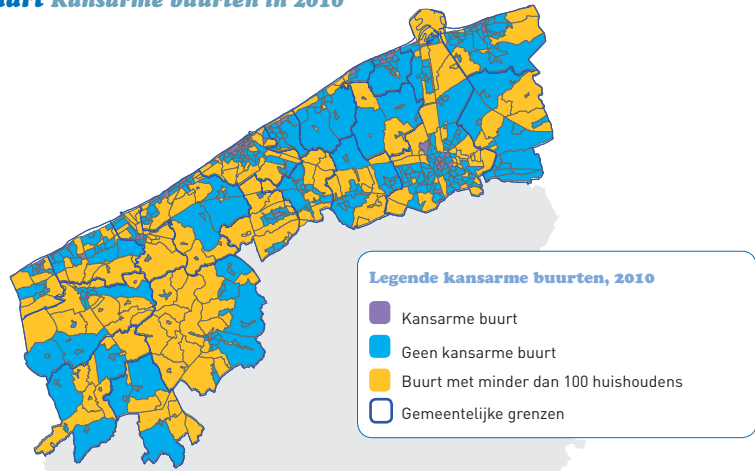 Kansarme buurten in 2010
Legende kansarme buurten, 2010
Kansarme buurt
Geen kansarme buurt
Buurt met minder dan 100 huishoudens
Gemeentelijke grenzen